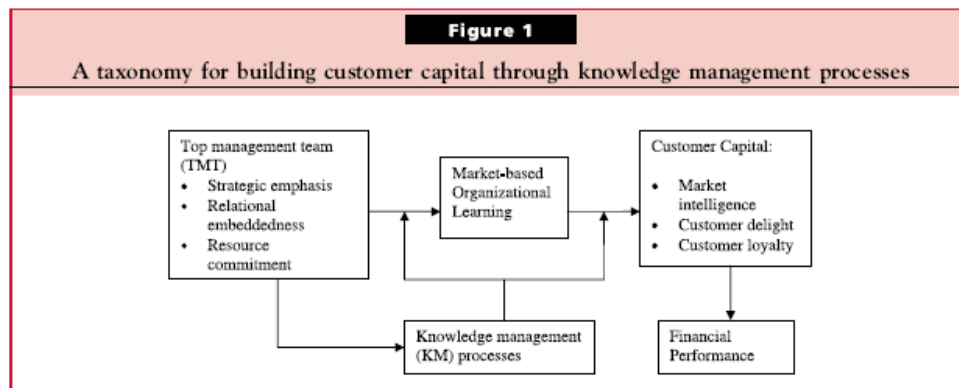 Figure 1
A taxonomy for building customer capital through knowledge management processes
Top management team
(TMT)
• Strategic emphasis
• Relational
embeddedness
• Resource
commitment
Market-based
Organizational
Learning
Customer Capital:
• Market
intelligence
• Customer delight
• Customer loyalty
Knowledge management
(KM) processes
Financial
Performance